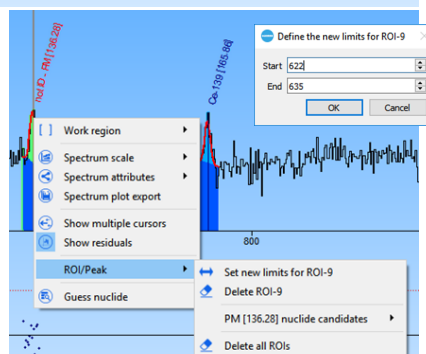 noI.ID - PM [136.28]
Ce-139 [165.86]
Define the new limits for ROI-9
Start 622
End 635
OK Cancel
[ ] Work region
Spectrum scale
Spectrum attributes
Spectrum plot export
Show multiple cursors
Show residuals
800
ROI/Peak
Set new limits for ROI-9
Delete ROI-9
Guess nuclide
PM [136.28] nuclide candidates
Delete all ROIs